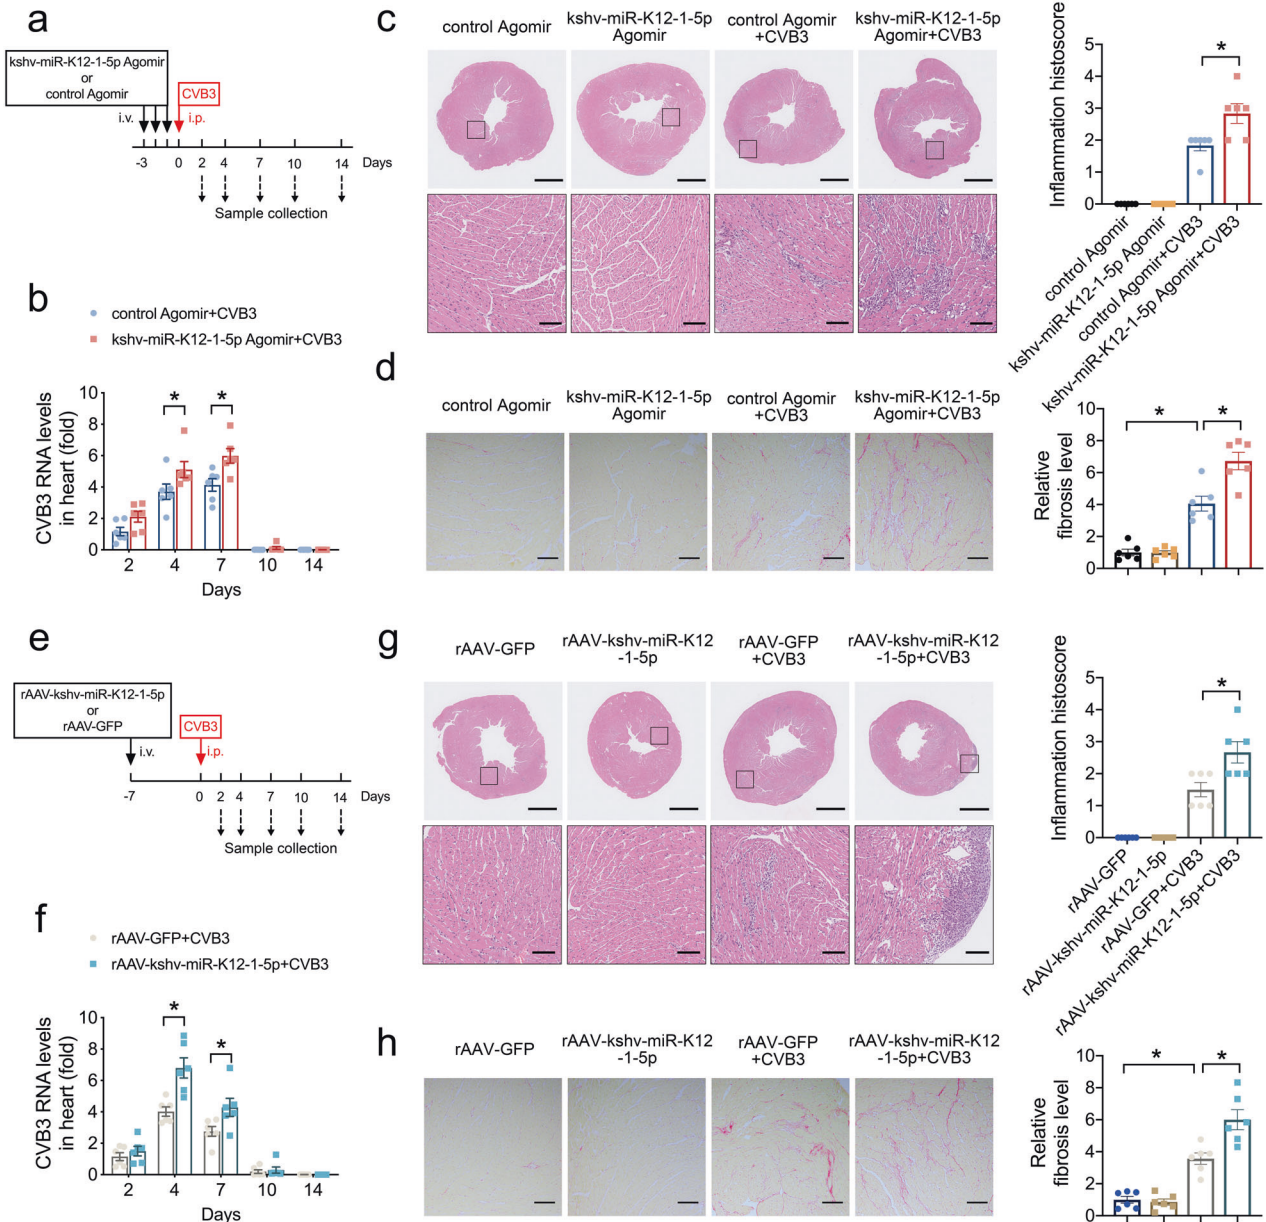 a
kshv-miR-K12-1-5p Agomir
or
control Agomir
CVB3
i.v.
i.p.
-3 0 2 4 7 10 14 Days
Sample collection
b
control Agomir+CVB3
kshv-miR-K12-1-5p Agomir+CVB3
CVB3 RNA levels
in heart (fold)
10
8
6
4
2
0
* *
2 4 7 10 14
Days
c
control Agomir
kshv-miR-K12-1-5p
Agomir
control Agomir
+CVB3
kshv-miR-K12-1-5p
Agomir+CVB3
Inflammation histoscore
5
4
3
2
1
0
*
control Agomir
kshv-miR-K12-1-5p Agomir
control Agomir+CVB3
kshv-miR-K12-1-5p Agomir+CVB3
d
control Agomir
kshv-miR-K12-1-5p
Agomir
control Agomir
+CVB3
kshv-miR-K12-1-5p
Agomir+CVB3
Relative
fibrosis level
10
8
6
4
2
0
* *
e
rAAV-kshv-miR-K12-1-5p
or
rAAV-GFP
CVB3
i.v.
i.p.
-7 0 2 4 7 10 14 Days
Sample collection
f
rAAV-GFP+CVB3
rAAV-kshv-miR-K12-1-5p+CVB3
CVB3 RNA levels
in heart (fold)
10
8
6
4
2
0
* *
2 4 7 10 14
Days
g
rAAV-GFP
rAAV-kshv-miR-K12
-1-5p
rAAV-GFP
+CVB3
rAAV-kshv-miR-K12
-1-5p+CVB3
Inflammation histoscore
5
4
3
2
1
0
*
rAAV-GFP
rAAV-kshv-miR-K12-1-5p
rAAV-GFP+CVB3
rAAV-kshv-miR-K12-1-5p+CVB3
h
rAAV-GFP
rAAV-kshv-miR-K12
-1-5p
rAAV-GFP
+CVB3
rAAV-kshv-miR-K12
-1-5p+CVB3
Relative
fibrosis level
10
8
6
4
2
0
* *